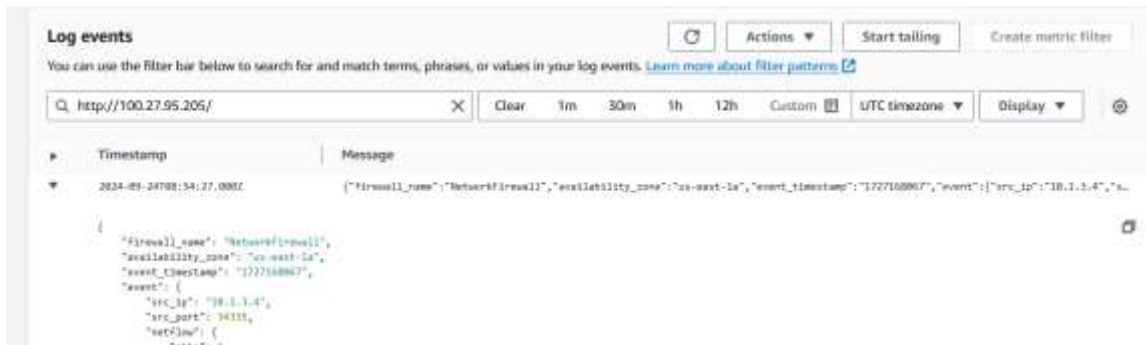 Log events
Actions
Start tailing
Create metric filter
You can use the filter bar below to search for and match terms, phrases, or values in your log events. Learn more about filter patterns
http://100.27.95.205/
Clear 1m 30m 1h 12h Custom UTC timezone Display
Timestamp Message
2024-09-24T08:54:27.000Z {"firewall_name":"NetworkFirewall","availability_zone":"us-east-1a","event_timestamp":"1727168067","event":{"src_ip":"10.1.3.4","s…
{
"firewall_name": "NetworkFirewall",
"availability_zone": "us-east-1a",
"event_timestamp": "1727168067",
"event": {
"src_ip": "10.1.3.4",
"src_port":
"netflow": {